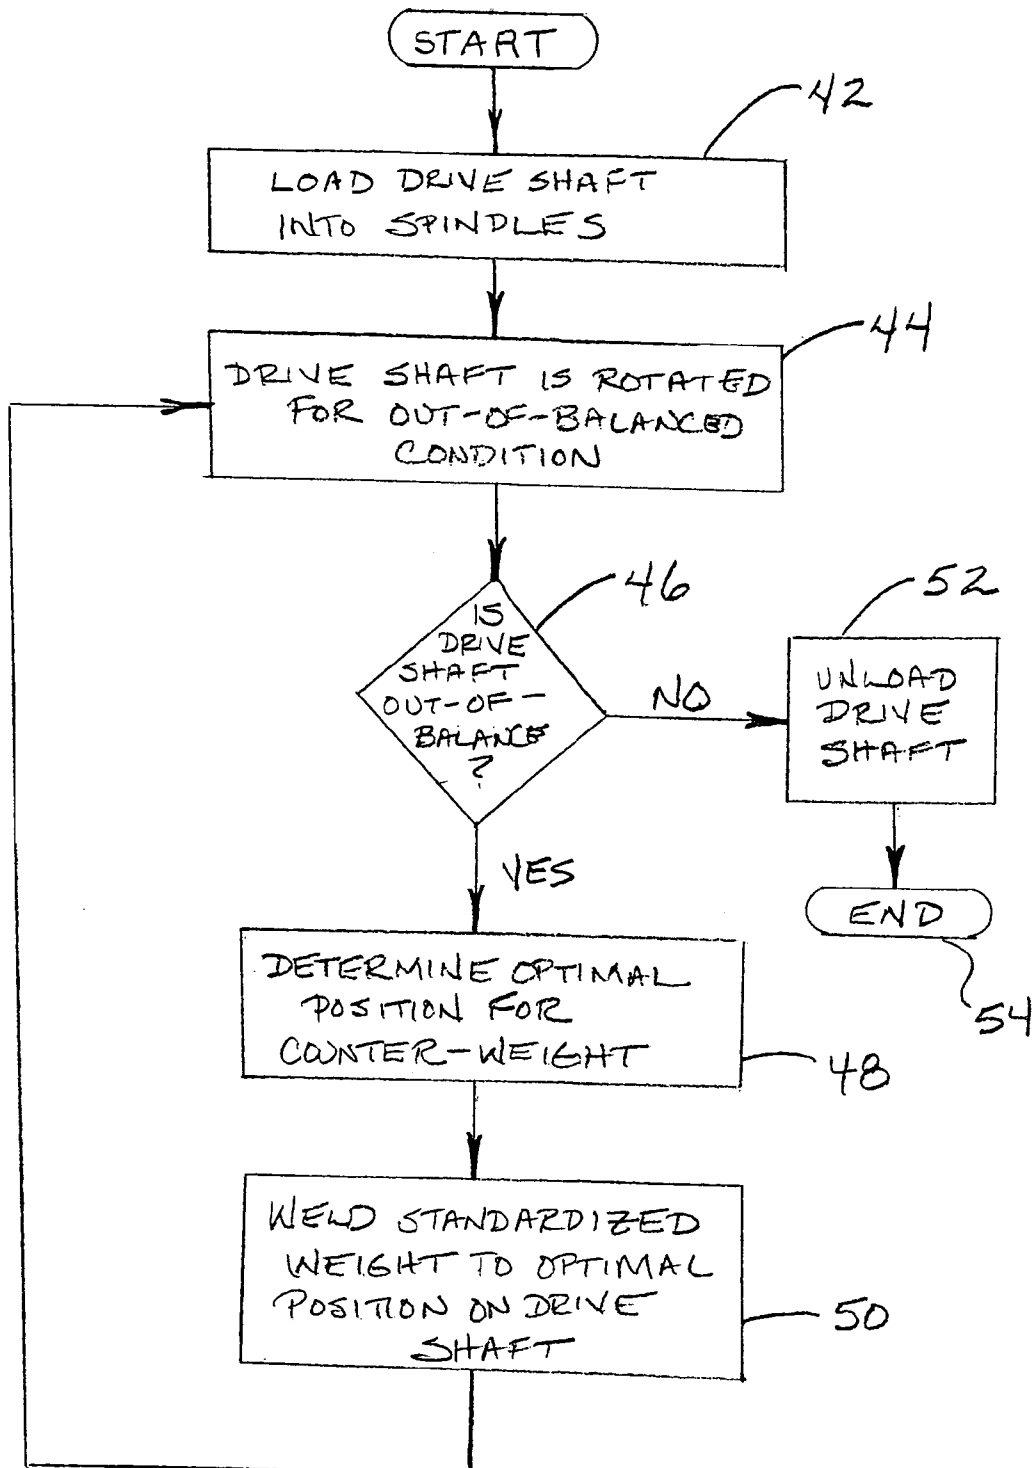 START
42
LOAD DRIVE SHAFT
INTO SPINDLES
44
DRIVE SHAFT IS ROTATED
FOR OUT-OF-BALANCED
CONDITION
46
IS
DRIVE
SHAFT
OUT-OF-
BALANCE
?
NO
52
UNLOAD
DRIVE
SHAFT
YES
END
54
DETERMINE OPTIMAL
POSITION FOR
COUNTER-WEIGHT
48
WELD STANDARDIZED
WEIGHT TO OPTIMAL
POSITION ON DRIVE
SHAFT
50